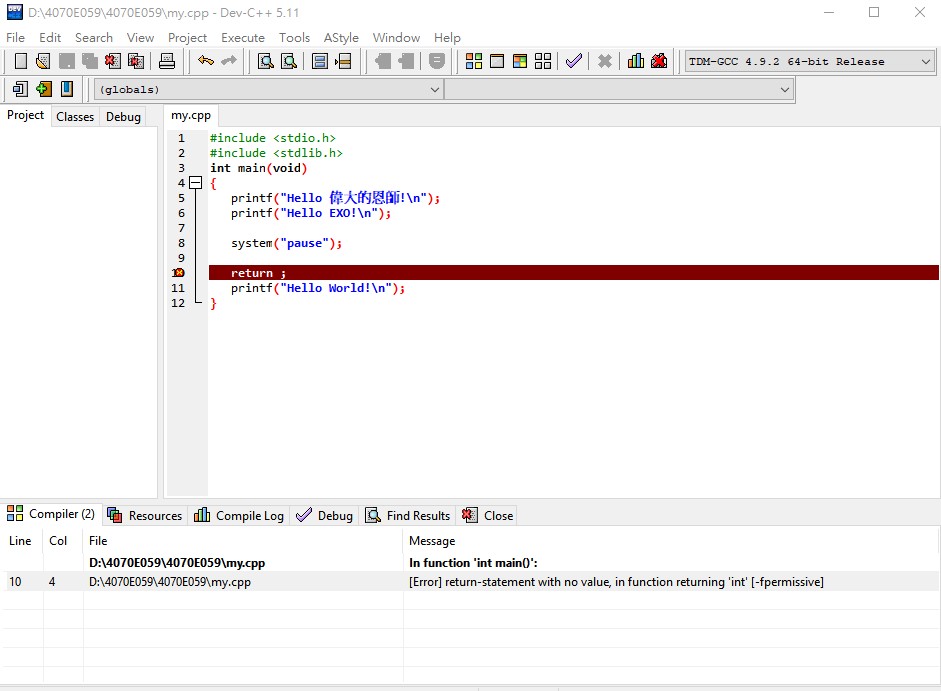 D:\4070E059\4070E059\my.cpp - Dev-C++ 5.11
File Edit Search View Project Execute Tools AStyle Window Help
TDM-GCC 4.9.2 64-bit Release
(globals)
Project Classes Debug my.cpp
1 #include <stdio.h>
2 #include <stdlib.h>
3 int main(void)
4 {
5 printf("Hello 偉大的恩師!\n");
6 printf("Hello EXO!\n");
7
8 system("pause");
9
return ;
11 printf("Hello World!\n");
12 }
Compiler (2) Resources Compile Log Debug Find Results Close
Line Col File Message
D:\4070E059\4070E059\my.cpp In function 'int main()':
10 4 D:\4070E059\4070E059\my.cpp [Error] return-statement with no value, in function returning 'int' [-fpermissive]